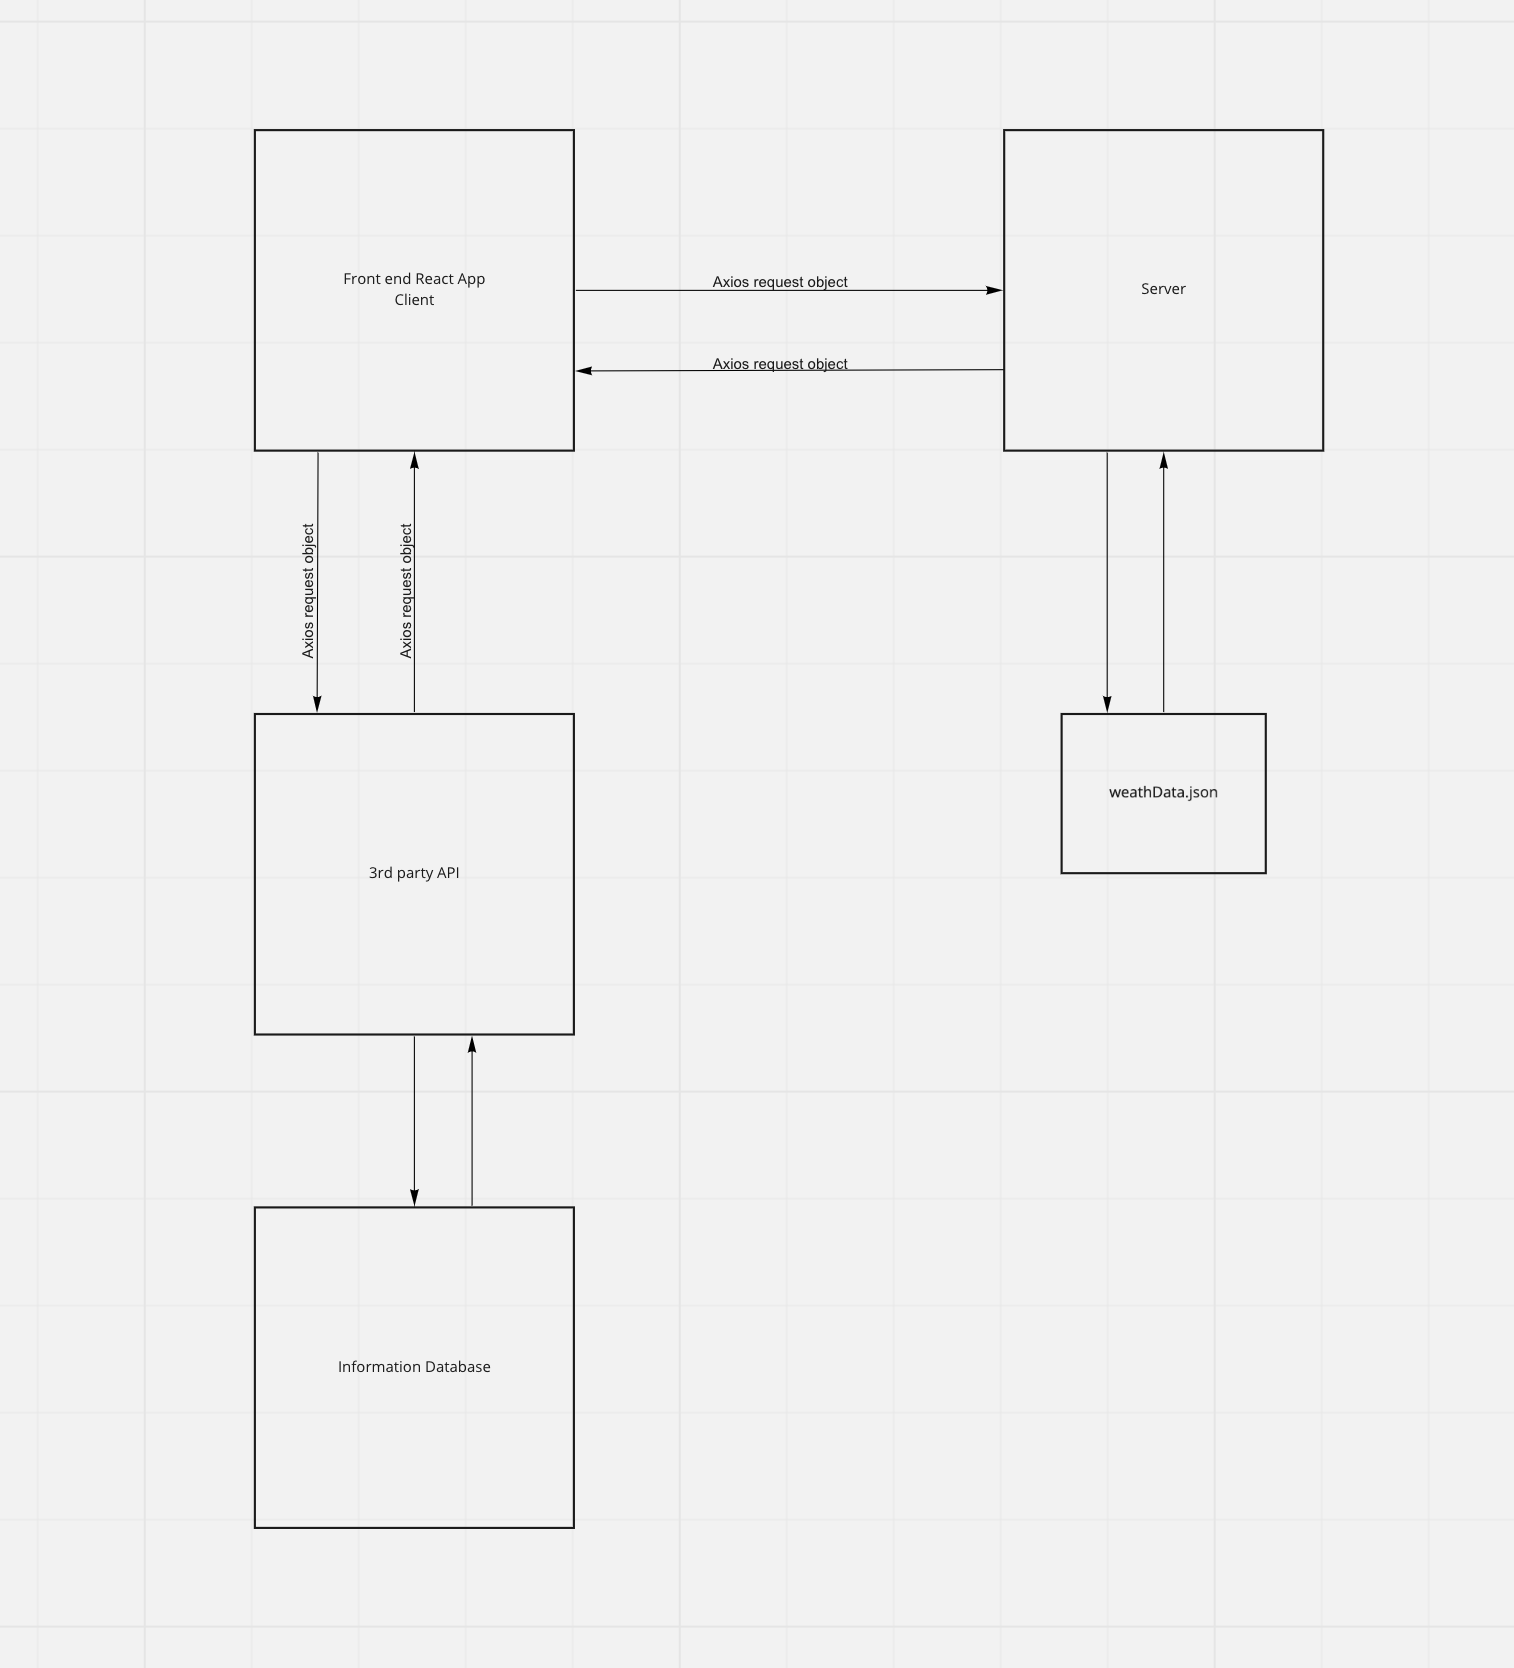 Front end React App
Client
Axios request object
Server
Axios request object
Axios request object
Axios request object
3rd party API
weathData.json
Information Database